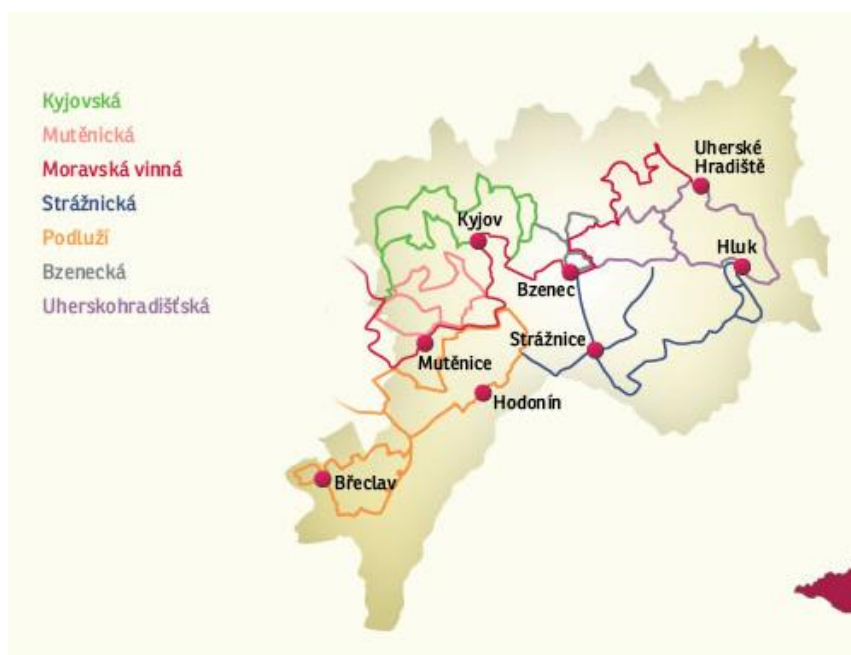 Kyjovská
Mutěnická
Moravská vinná
Strážnická
Podluží
Bzenecká
Uherskohradišťská
Uherské
Hradiště
Kyjov
Hluk
Bzenec
Strážnice
Mutěnice
Hodonín
Břeclav